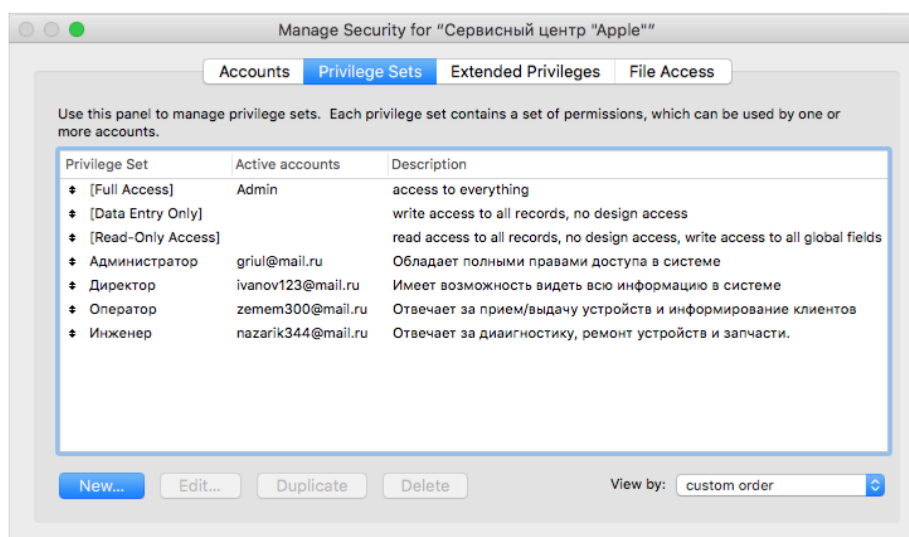 Manage Security for “Сервисный центр "Apple"”
Accounts Privilege Sets Extended Privileges File Access
Use this panel to manage privilege sets. Each privilege set contains a set of permissions, which can be used by one or
more accounts.
Privilege Set Active accounts Description
[Full Access] Admin access to everything
[Data Entry Only] write access to all records, no design access
[Read-Only Access] read access to all records, no design access, write access to all global fields
Администратор griul@mail.ru Обладает полными правами доступа в системе
Директор ivanov123@mail.ru Имеет возможность видеть всю информацию в системе
Оператор zemem300@mail.ru Отвечает за прием/выдачу устройств и информирование клиентов
Инженер nazarik344@mail.ru Отвечает за диаигностику, ремонт устройств и запчасти.
New... Edit... Duplicate Delete View by: custom order